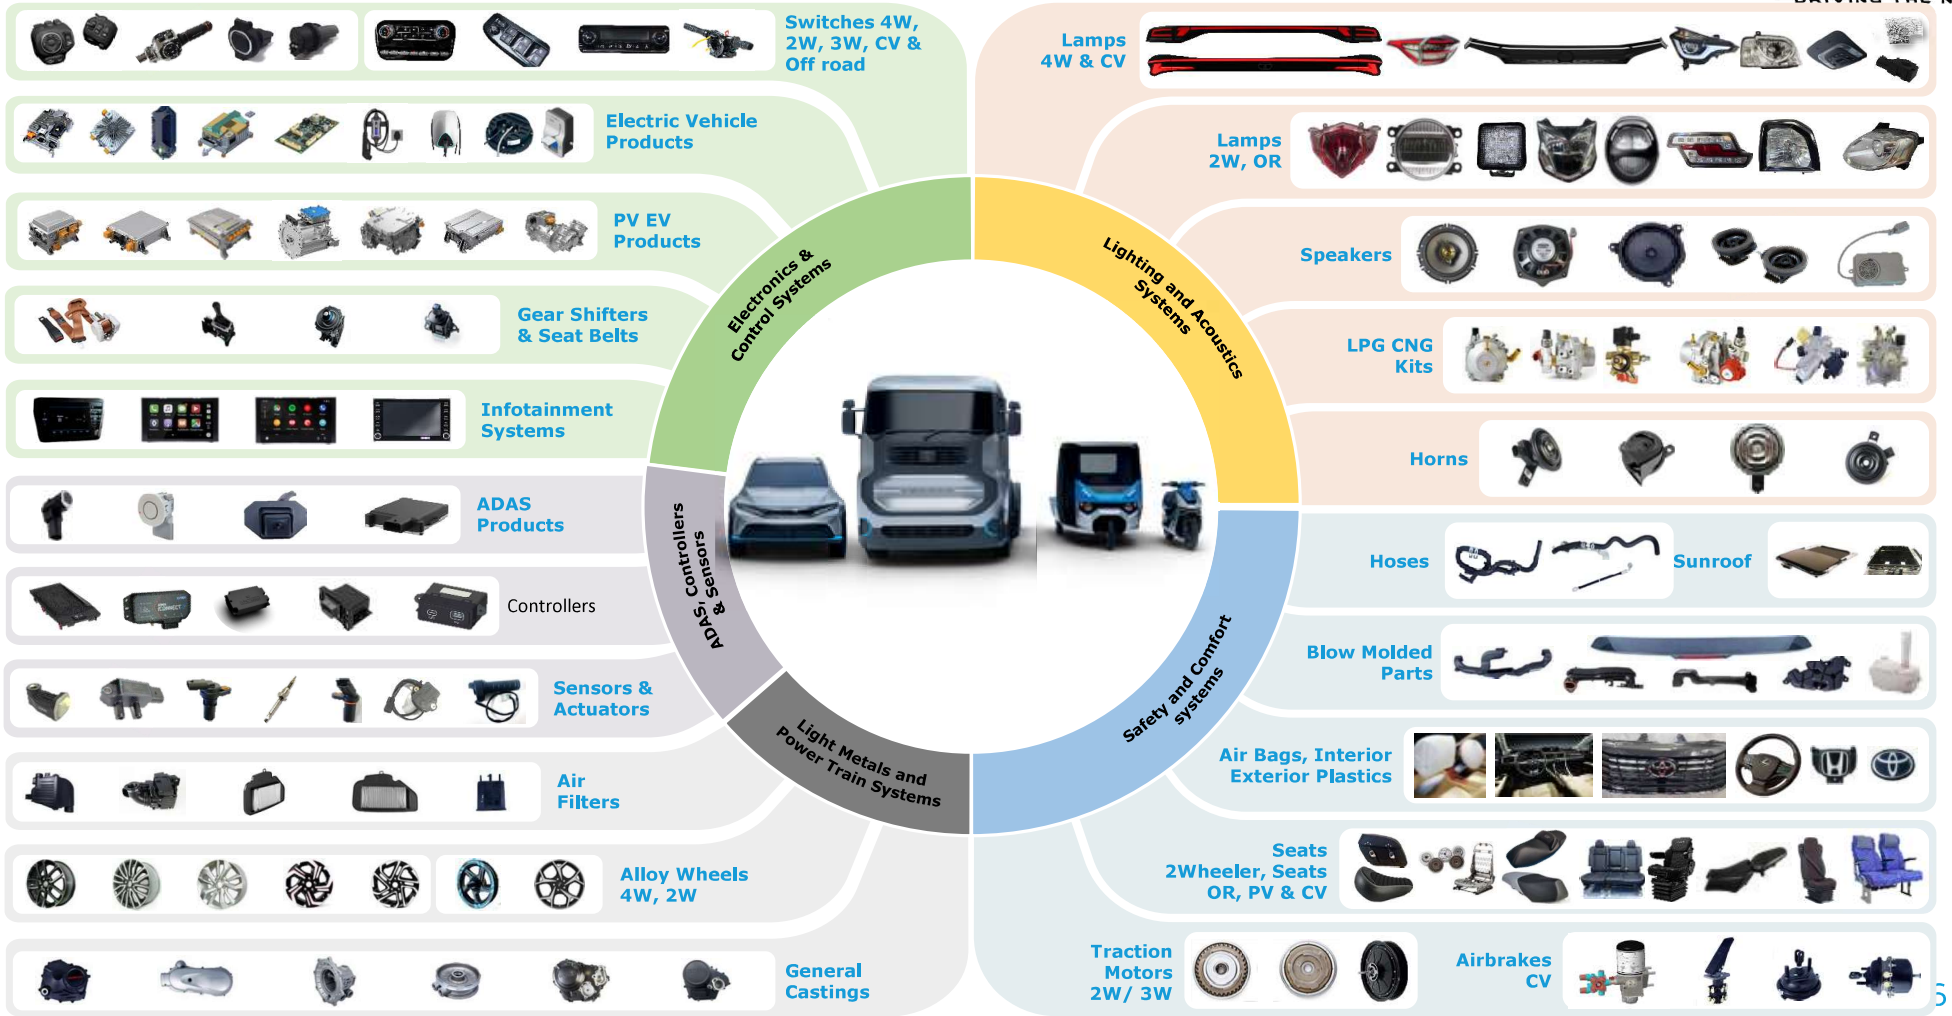 DRIVING THE N
Switches 4W,
2W, 3W, CV &
Off road
Electric Vehicle
Products
PV EV
Products
Gear Shifters
& Seat Belts
Infotainment
Systems
ADAS
Products
Controllers
Sensors &
Actuators
Air
Filters
Alloy Wheels
4W, 2W
General
Castings
Electronics &
Control Systems
ADAS, Controllers
& Sensors
Light Metals and
Power Train Systems
Lighting and Acoustics
Systems
Safety and Comfort
systems
Lamps
4W & CV
Lamps
2W, OR
Speakers
LPG CNG
Kits
Horns
Hoses
Sunroof
Blow Molded
Parts
Air Bags, Interior
Exterior Plastics
Seats
2Wheeler, Seats
OR, PV & CV
Traction
Motors
2W/ 3W
Airbrakes
CV
6